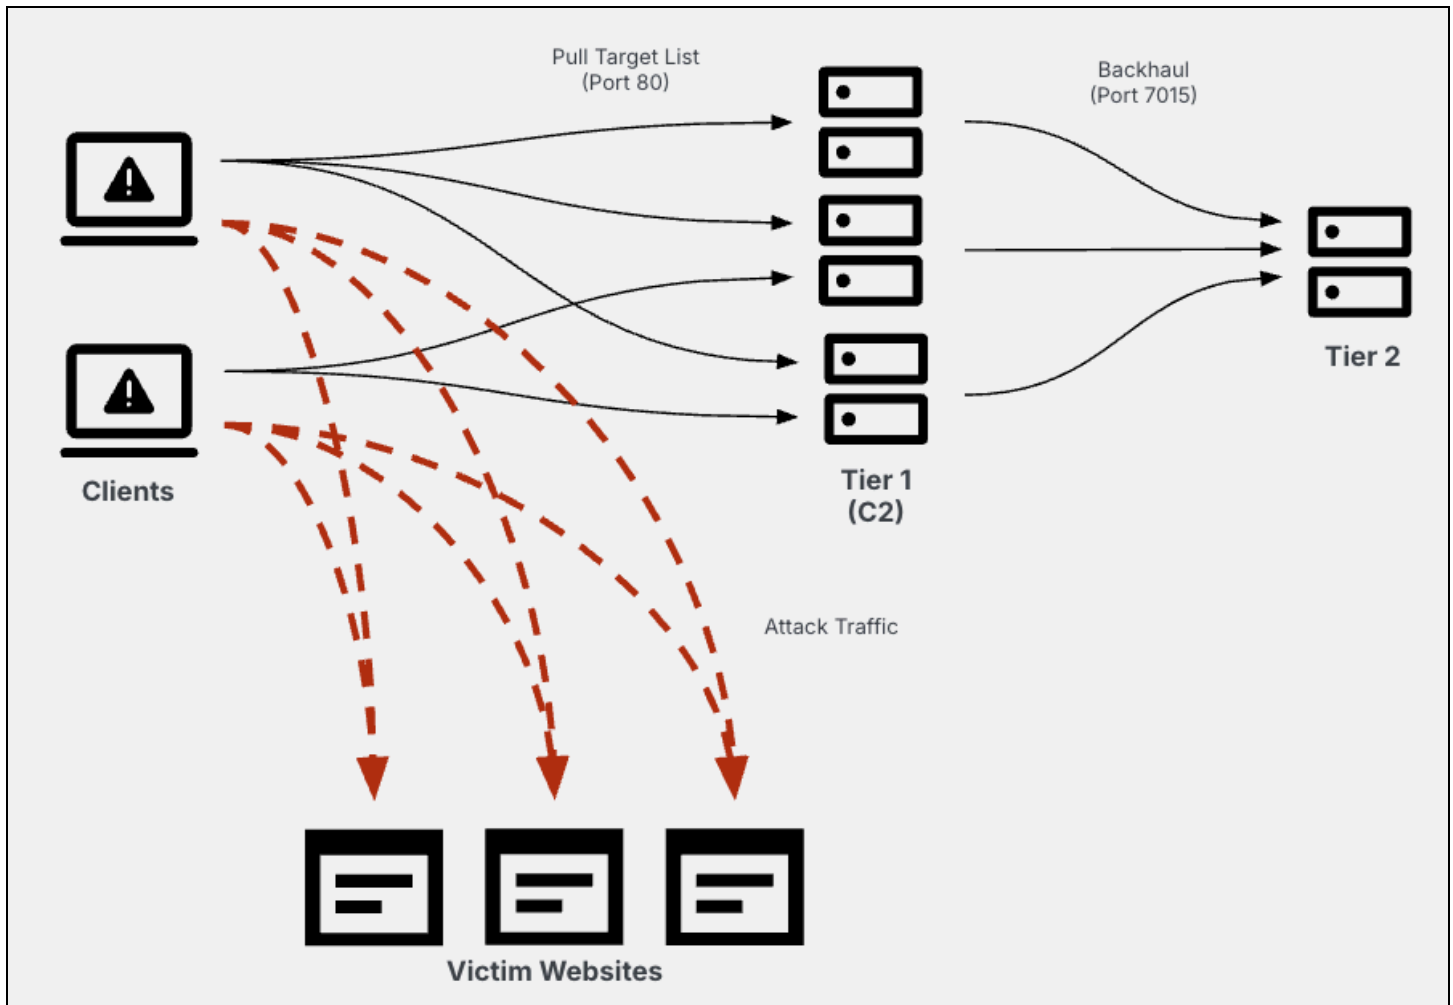 Pull Target List
(Port 80)
Backhaul
(Port 7015)
Tier 2
Clients
Tier 1
(C2)
Attack Traffic
Victim Websites